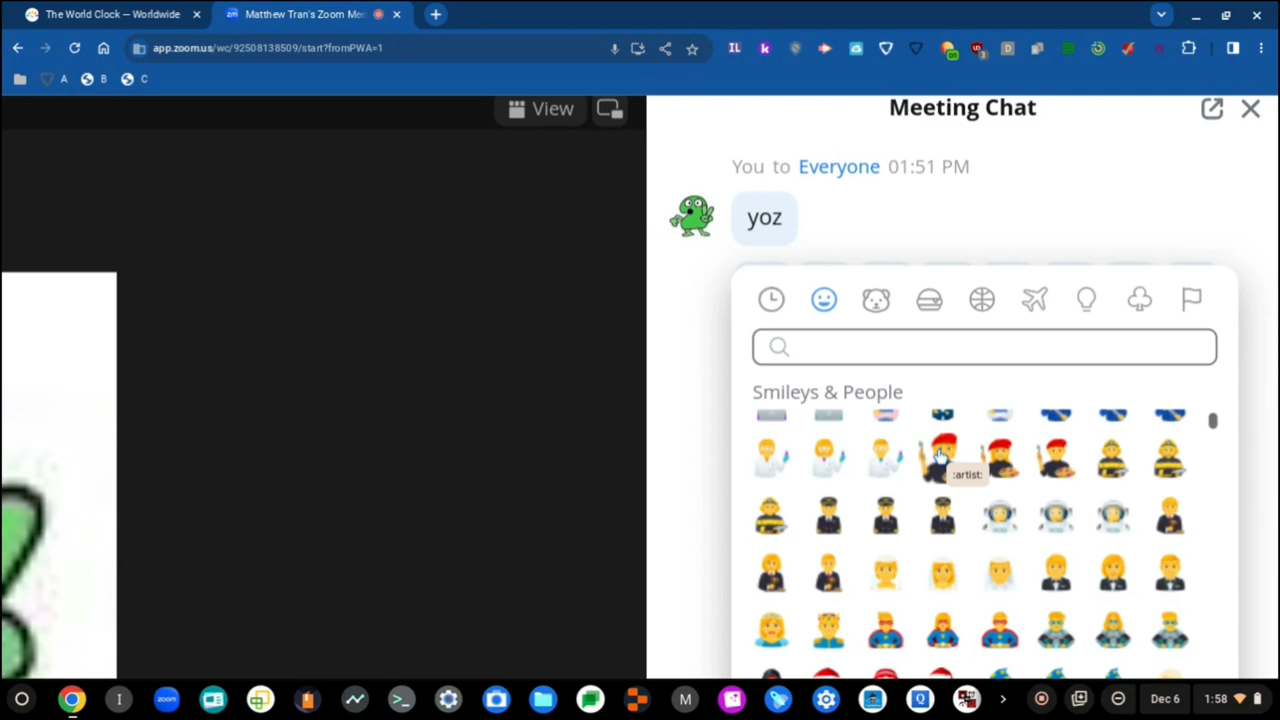 The World Clock — Worldwide
Matthew Tran's Zoom Me
app.zoom.us/wc/92508138509/start?fromPWA=1
A B C
View
Meeting Chat
You to Everyone 01:51 PM
yoz
Smileys & People
:artist:
Dec 6 1:58